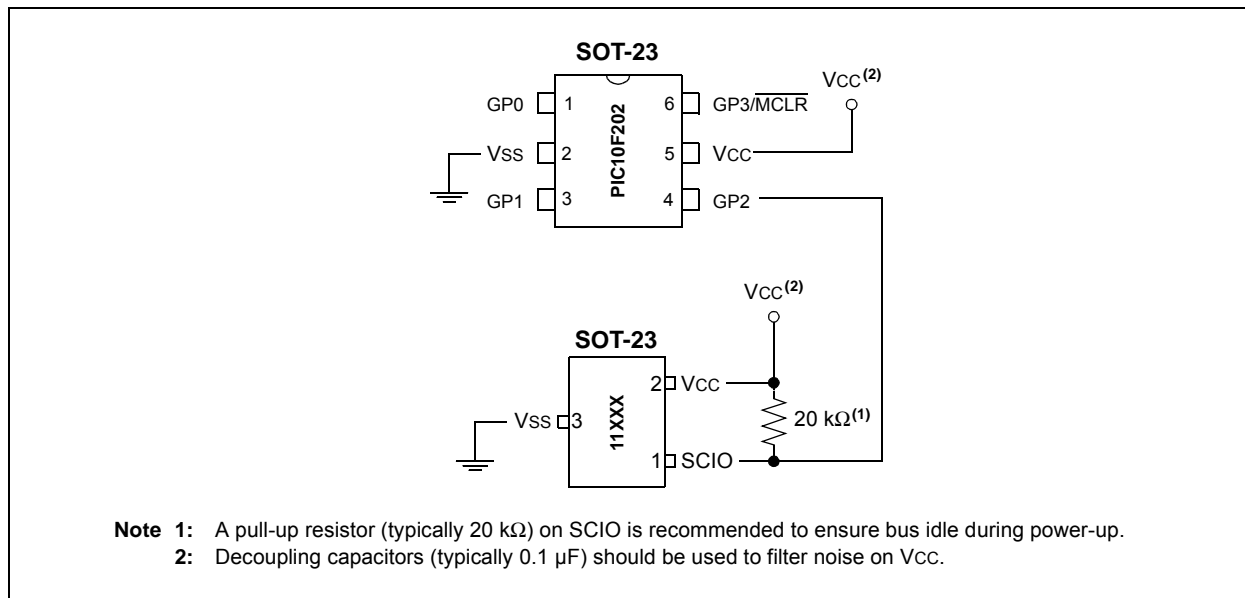 SOT-23
VCC(2)
GP0 1 6 GP3/MCLR
PIC10F202
VSS 2 5 VCC
GP1 3 4 GP2
VCC(2)
SOT-23
2 VCC
VSS 3
11XXX
20 kΩ(1)
1 SCIO
Note 1: A pull-up resistor (typically 20 kΩ) on SCIO is recommended to ensure bus idle during power-up.
2: Decoupling capacitors (typically 0.1 µF) should be used to filter noise on VCC.